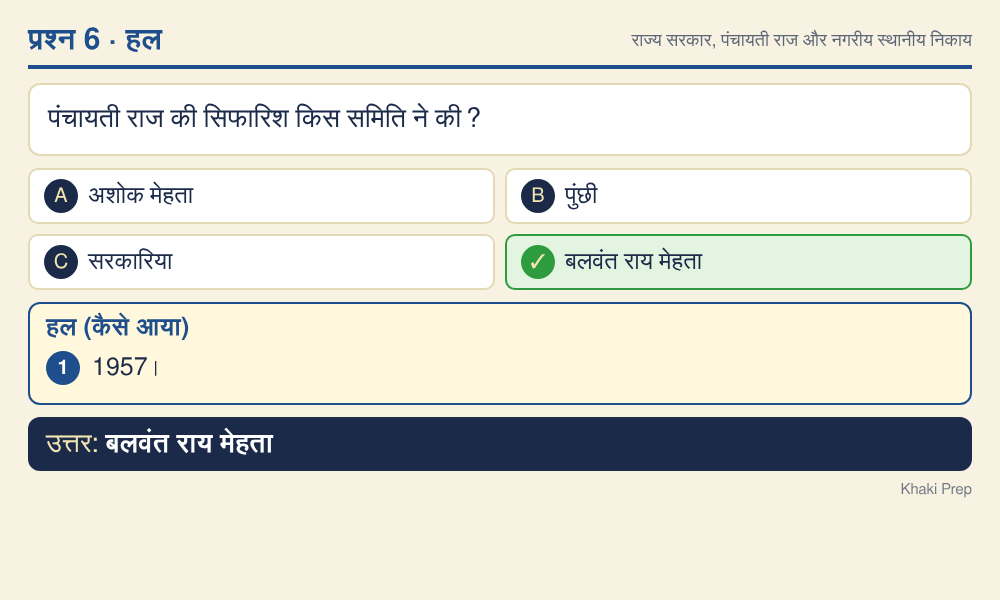 प्रश्न 6 · हल
राज्य सरकार, पंचायती राज और नगरीय स्थानीय निकाय
पंचायती राज की सिफारिश किस समिति ने की ?
A अशोक मेहता
B पुंछी
C सरकारिया
✓ बलवंत राय मेहता
हल (कैसे आया)
1 1957।
उत्तर: बलवंत राय मेहता
Khaki Prep